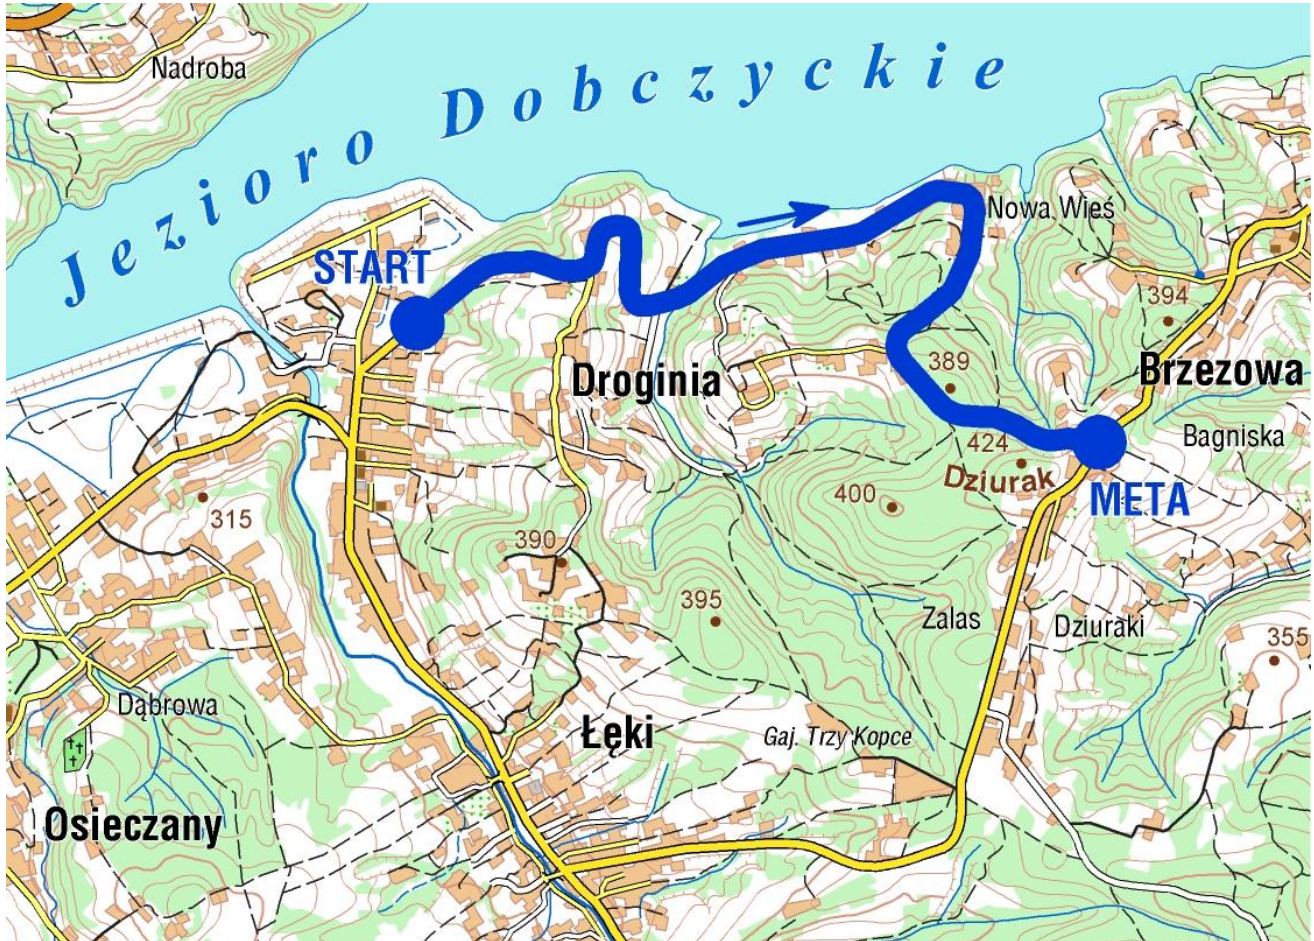 Nadroba
Jezioro Dobczyckie
Nowa Wieś
START
394
Brzezowa
389
Droginia
Bagniska
424
Dziurak
400
META
315
390
395
Zalas
Dziuraki
355
Dąbrowa
Łęki
Gaj. Trzy Kopce
Osieczany